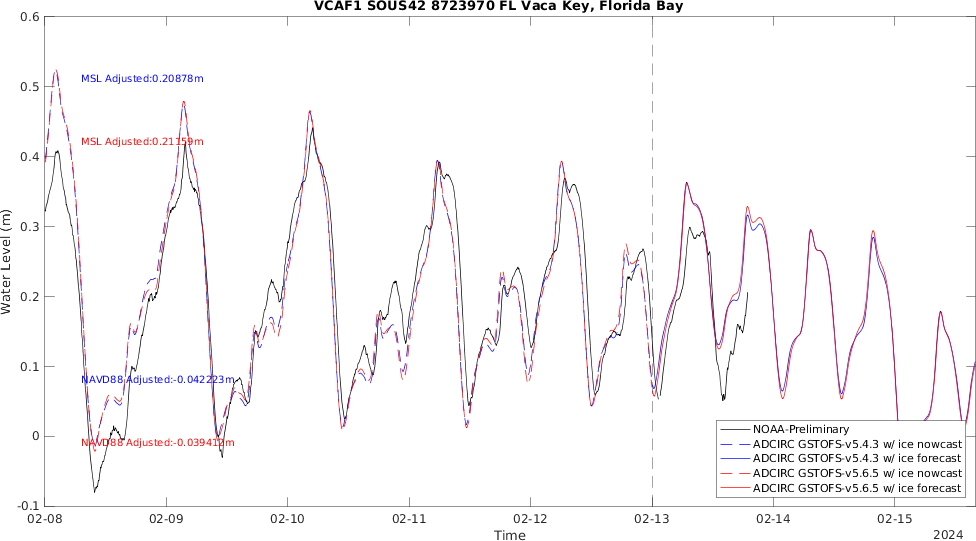 VCAF1 SOUS42 8723970 FL Vaca Key, Florida Bay
0.6
0.5
0.4
0.3
0.2
0.1
0
-0.1
Water Level (m)
MSL Adjusted:0.20878m
MSL Adjusted:0.21159m
NAVD88 Adjusted:-0.042223m
NAVD88 Adjusted:-0.039412m
NOAA-Preliminary
ADCIRC GSTOFS-v5.4.3 w/ ice nowcast
ADCIRC GSTOFS-v5.4.3 w/ ice forecast
ADCIRC GSTOFS-v5.6.5 w/ ice nowcast
ADCIRC GSTOFS-v5.6.5 w/ ice forecast
02-08 02-09 02-10 02-11 02-12 02-13 02-14 02-15
Time
2024